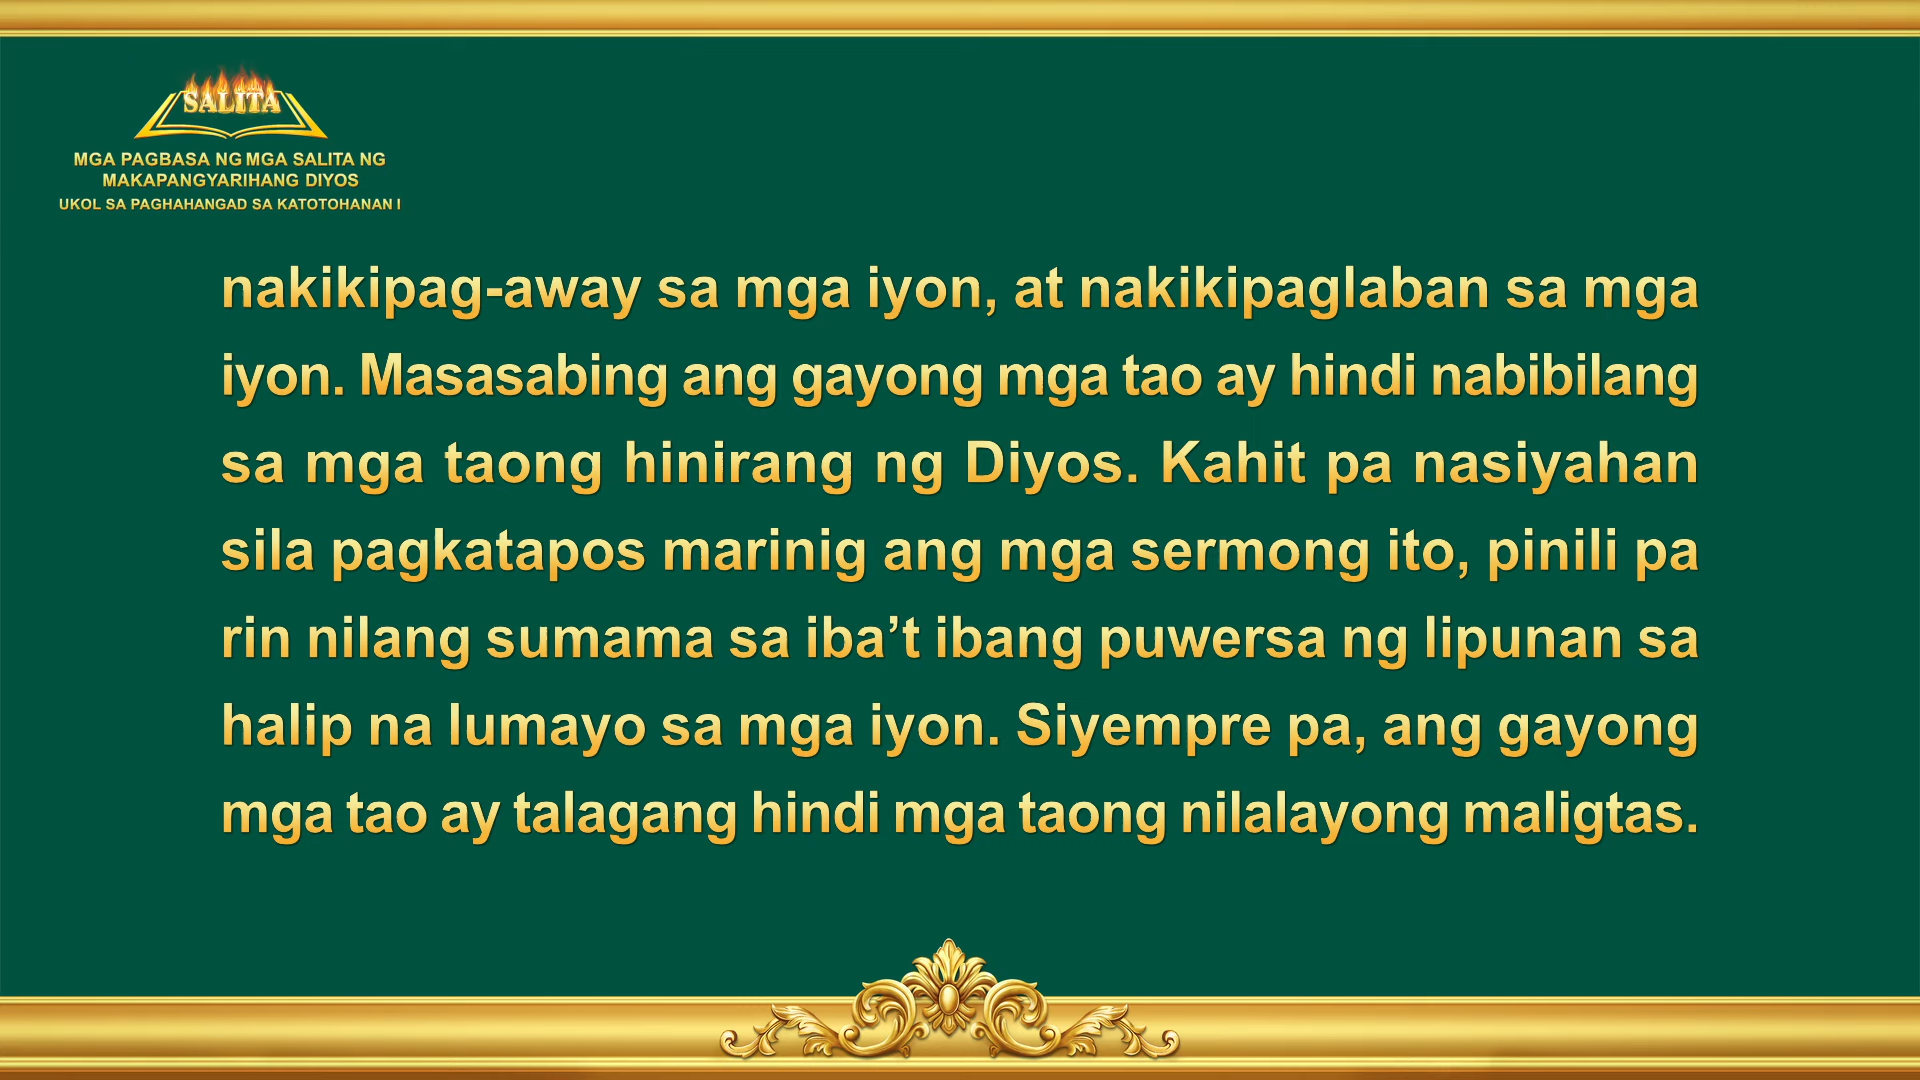 SALITA
MGA PAGBASA NG MGA SALITA NG
MAKAPANGYARIHANG DIYOS
UKOL SA PAGHAHANGAD SA KATOTOHANAN I
nakikipag-away sa mga iyon, at nakikipaglaban sa mga
iyon. Masasabing ang gayong mga tao ay hindi nabibilang
sa mga taong hinirang ng Diyos. Kahit pa nasiyahan
sila pagkatapos marinig ang mga sermong ito, pinili pa
rin nilang sumama sa iba’t ibang puwersa ng lipunan sa
halip na lumayo sa mga iyon. Siyempre pa, ang gayong
mga tao ay talagang hindi mga taong nilalayong maligtas.